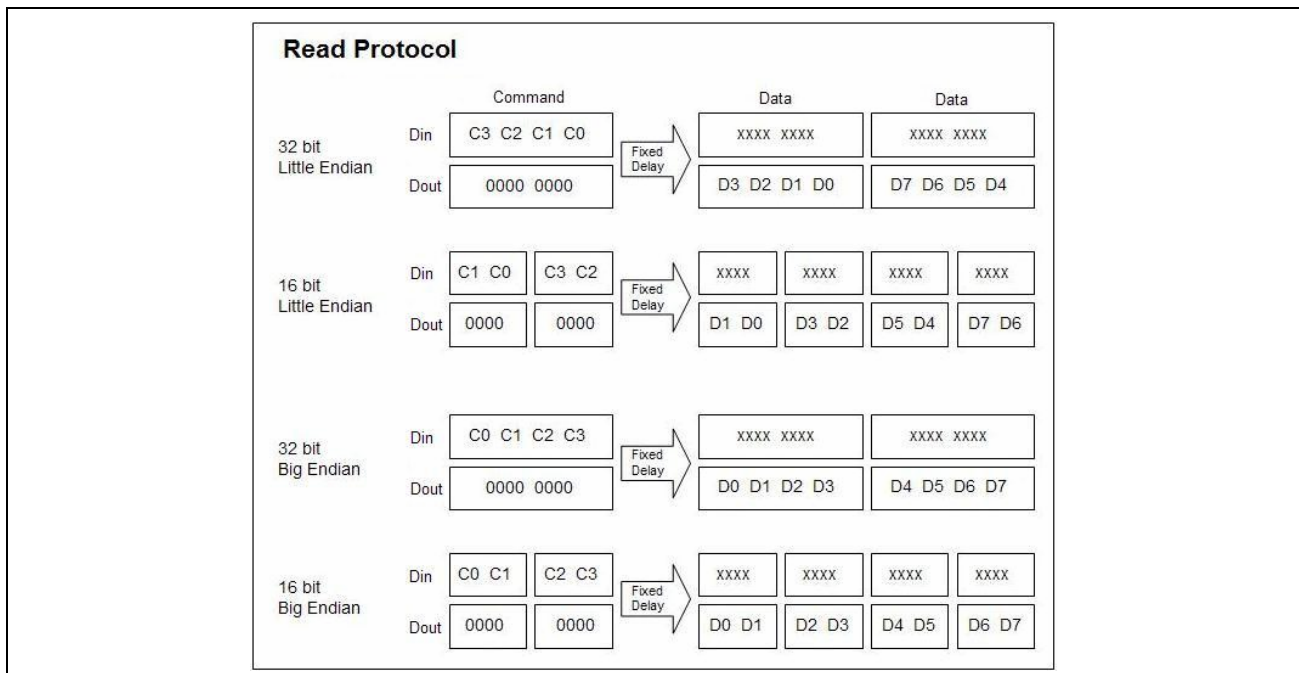 Read Protocol
Command Data Data
32 bit
Little Endian
Din C3 C2 C1 C0 Fixed Delay XXXX XXXX XXXX XXXX
Dout 0000 0000 D3 D2 D1 D0 D7 D6 D5 D4
16 bit
Little Endian
Din C1 C0 C3 C2 Fixed Delay XXXX XXXX XXXX XXXX
Dout 0000 0000 D1 D0 D3 D2 D5 D4 D7 D6
32 bit
Big Endian
Din C0 C1 C2 C3 Fixed Delay XXXX XXXX XXXX XXXX
Dout 0000 0000 D0 D1 D2 D3 D4 D5 D6 D7
16 bit
Big Endian
Din C0 C1 C2 C3 Fixed Delay XXXX XXXX XXXX XXXX
Dout 0000 0000 D0 D1 D2 D3 D4 D5 D6 D7